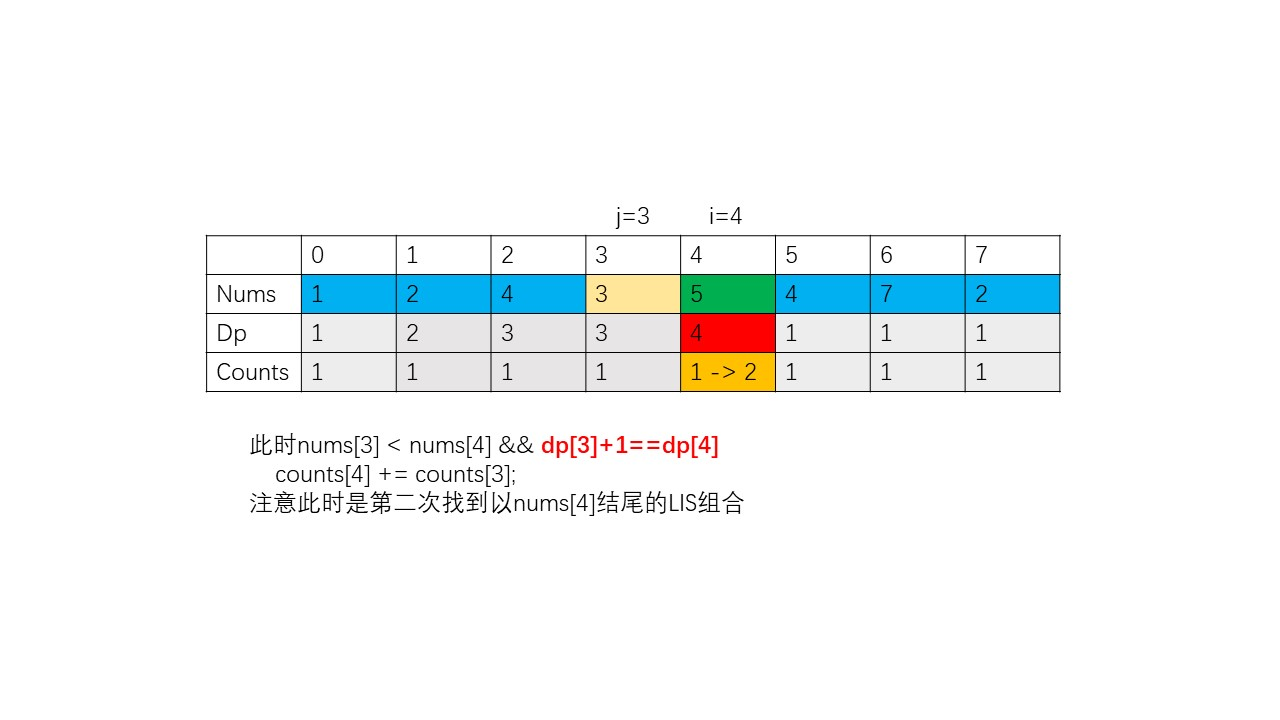 j=3 i=4
0 1 2 3 4 5 6 7
Nums 1 2 4 3 5 4 7 2
Dp 1 2 3 3 4 1 1 1
Counts 1 1 1 1 1 -> 2 1 1 1
此时nums[3] < nums[4] && dp[3]+1==dp[4]
counts[4] += counts[3];
注意此时是第二次找到以nums[4]结尾的LIS组合